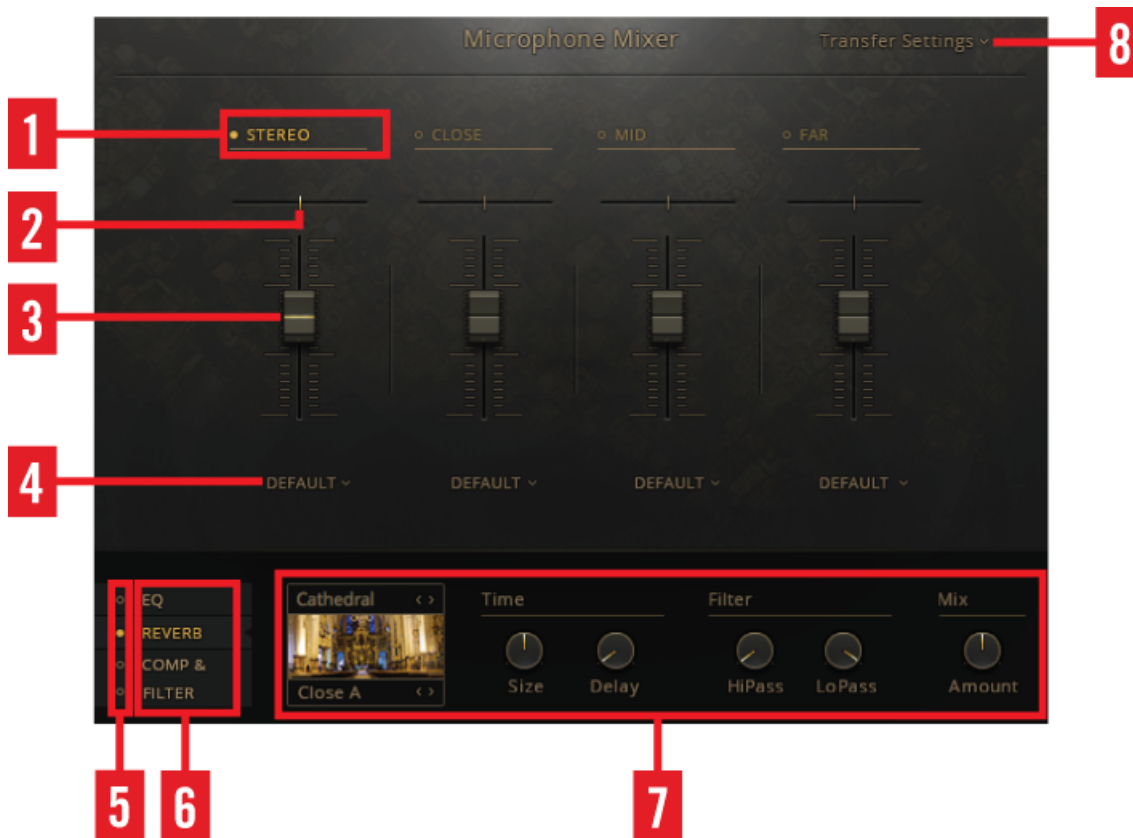 Microphone Mixer
Transfer Settings
8
1
STEREO
CLOSE
MID
FAR
2
3
4
DEFAULT
DEFAULT
DEFAULT
DEFAULT
EQ
REVERB
COMP &
FILTER
Cathedral
Close A
Time
Size
Delay
Filter
HiPass
LoPass
Mix
Amount
5
6
7